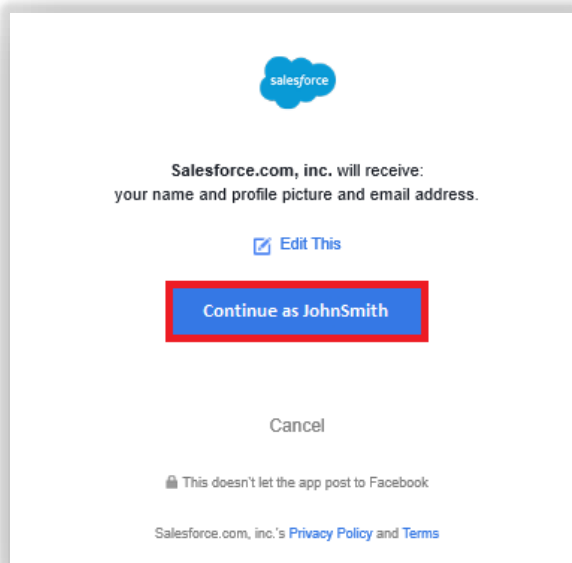 salesforce
Salesforce.com, inc. will receive:
your name and profile picture and email address.
Edit This
Continue as JohnSmith
Cancel
This doesn't let the app post to Facebook
Salesforce.com, inc.'s Privacy Policy and Terms